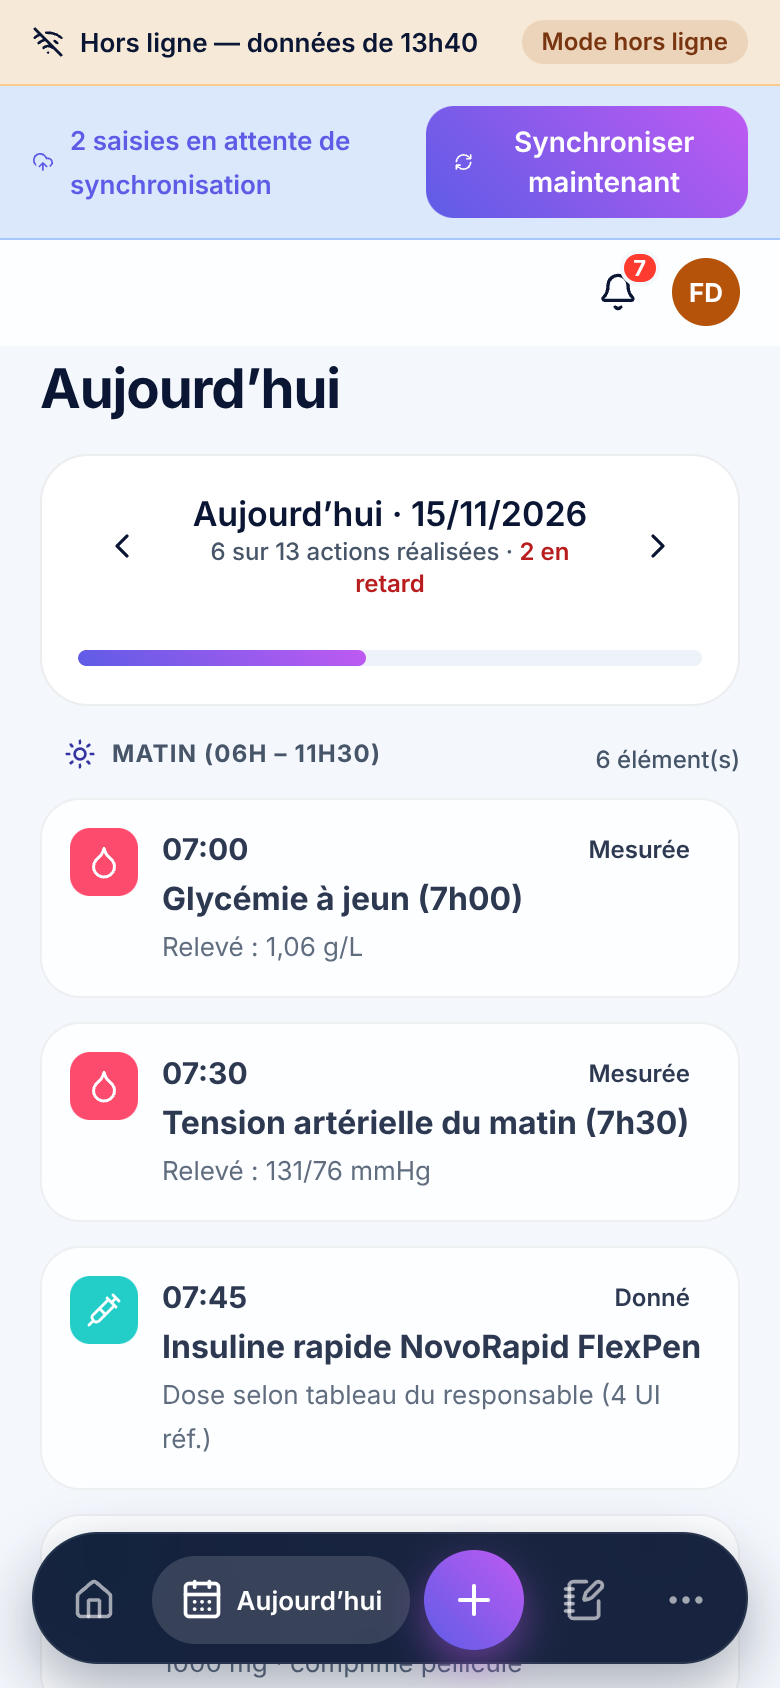 Hors ligne — données de 13h40
Mode hors ligne
2 saisies en attente de
synchronisation
Synchroniser
maintenant
7
FD
Aujourd’hui
Aujourd’hui · 15/11/2026
6 sur 13 actions réalisées · 2 en
retard
MATIN (06H – 11H30)
6 élément(s)
07:00
Mesurée
Glycémie à jeun (7h00)
Relevé : 1,06 g/L
07:30
Mesurée
Tension artérielle du matin (7h30)
Relevé : 131/76 mmHg
07:45
Donné
Insuline rapide NovoRapid FlexPen
Dose selon tableau du responsable (4 UI
réf.)
Aujourd’hui
1000 mg · comprimé pelliculé